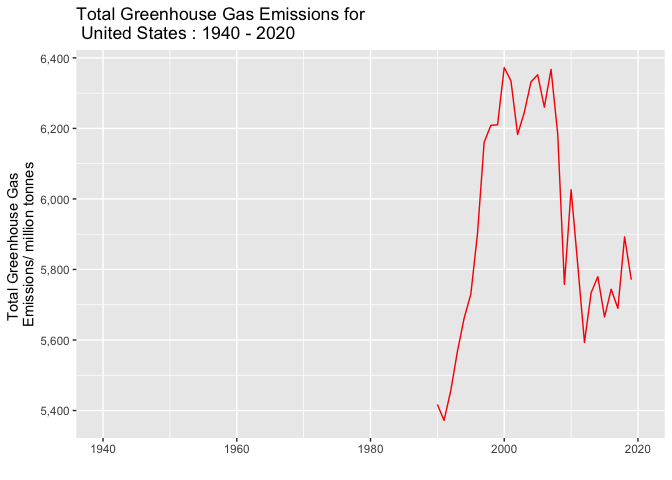 Total Greenhouse Gas Emissions for
United States : 1940 - 2020
Total Greenhouse Gas
Emissions/ million tonnes
6,400
6,200
6,000
5,800
5,600
5,400
1940
1960
1980
2000
2020